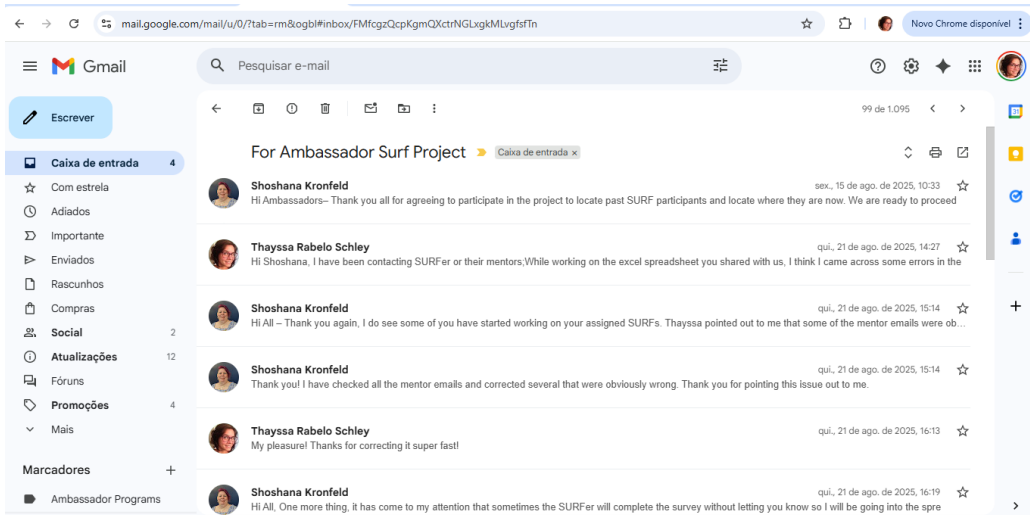 mail.google.com/mail/u/0/?tab=rm&ogbl#inbox/FMfcgzQcpKgmQXctrNGLxgkMLvgfsfTn
Novo Chrome disponível
Gmail
Pesquisar e-mail
Escrever
99 de 1.095
For Ambassador Surf Project
Caixa de entrada ×
Caixa de entrada 4
Com estrela
Adiados
Importante
Enviados
Rascunhos
Compras
Social 2
Atualizações 12
Fóruns
Promoções 4
Mais
Marcadores
Ambassador Programs
Shoshana Kronfeld sex., 15 de ago. de 2025, 10:33
Hi Ambassadors– Thank you all for agreeing to participate in the project to locate past SURF participants and locate where they are now. We are ready to proceed
Thayssa Rabelo Schley qui., 21 de ago. de 2025, 14:27
Hi Shoshana, I have been contacting SURFer or their mentors;While working on the excel spreadsheet you shared with us, I think I came across some errors in the
Shoshana Kronfeld qui., 21 de ago. de 2025, 15:14
Hi All – Thank you again, I do see some of you have started working on your assigned SURFs. Thayssa pointed out to me that some of the mentor emails were ob...
Shoshana Kronfeld qui., 21 de ago. de 2025, 15:14
Thank you! I have checked all the mentor emails and corrected several that were obviously wrong. Thank you for pointing this issue out to me.
Thayssa Rabelo Schley qui., 21 de ago. de 2025, 16:13
My pleasure! Thanks for correcting it super fast!
Shoshana Kronfeld qui., 21 de ago. de 2025, 16:19
Hi All, One more thing, it has come to my attention that sometimes the SURFer will complete the survey without letting you know so I will be going into the spre